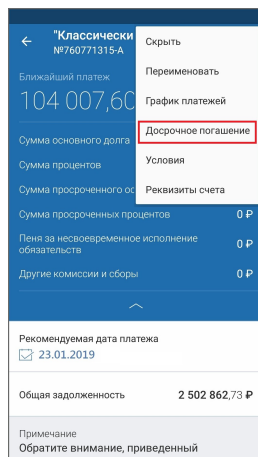 "Классически
№760771315-А
Ближайший платеж
104 007,60
Сумма основного долга
Сумма процентов
Сумма просроченного ос
Сумма просроченных процентов 0 ₽
Пеня за несвоевременное исполнение
обязательств 0 ₽
Другие комиссии и сборы 0 ₽
Скрыть
Переименовать
График платежей
Досрочное погашение
Условия
Реквизиты счета
Рекомендуемая дата платежа
23.01.2019
Общая задолженность 2 502 862,73 ₽
Примечание
Обратите внимание, приведенный